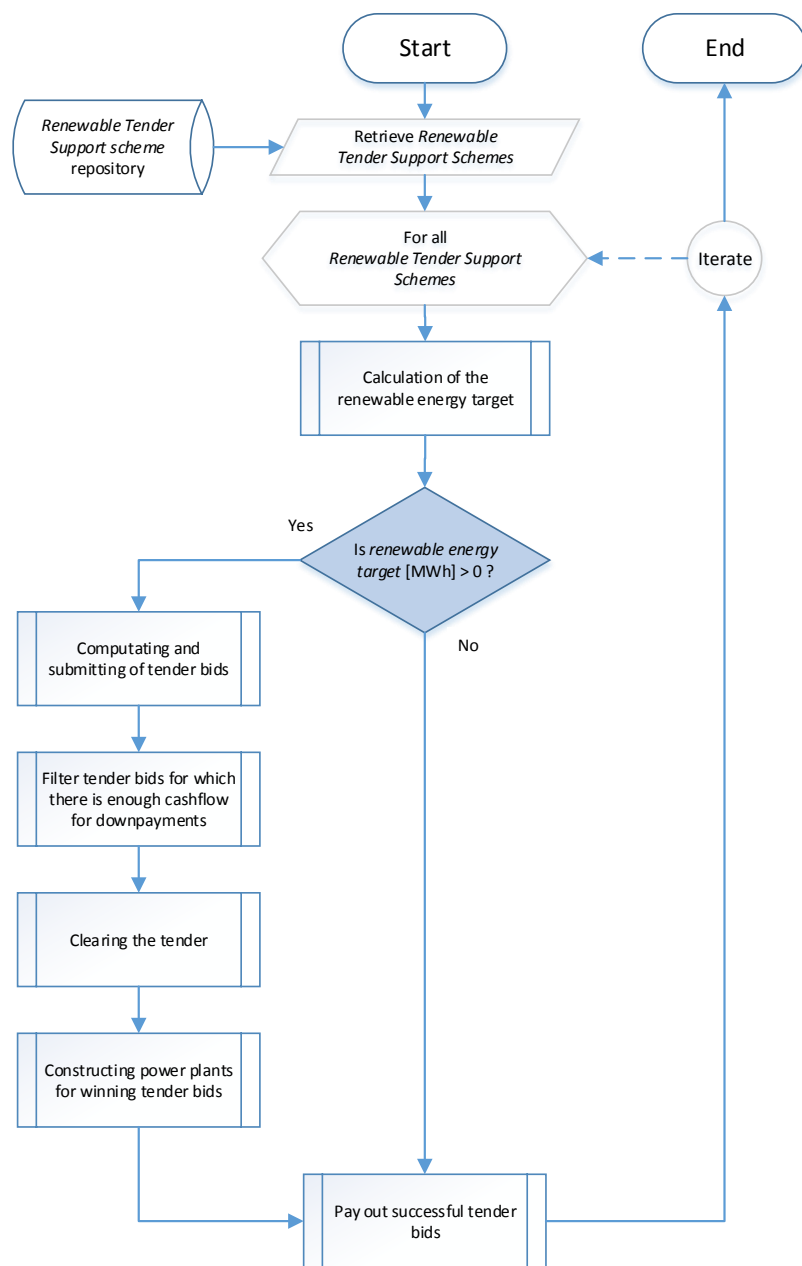 Start
End
Renewable Tender
Support scheme
repository
Retrieve Renewable
Tender Support Schemes
For all
Renewable Tender Support
Schemes
Iterate
Calculation of the
renewable energy target
Yes
Is renewable energy
target [MWh] > 0 ?
No
Computating and
submitting of tender bids
Filter tender bids for which
there is enough cashflow
for downpayments
Clearing the tender
Constructing power plants
for winning tender bids
Pay out successful tender
bids